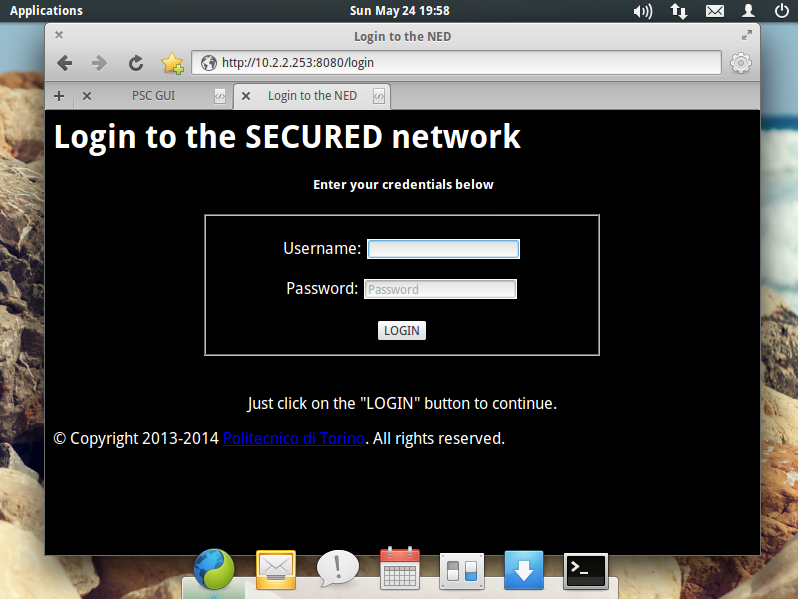 Applications
Sun May 24 19:58
Login to the NED
http://10.2.2.253:8080/login
PSC GUI
Login to the NED
Login to the SECURED network
Enter your credentials below
Username:
Password: Password
LOGIN
Just click on the "LOGIN" button to continue.
© Copyright 2013-2014 Politecnico di Torino. All rights reserved.